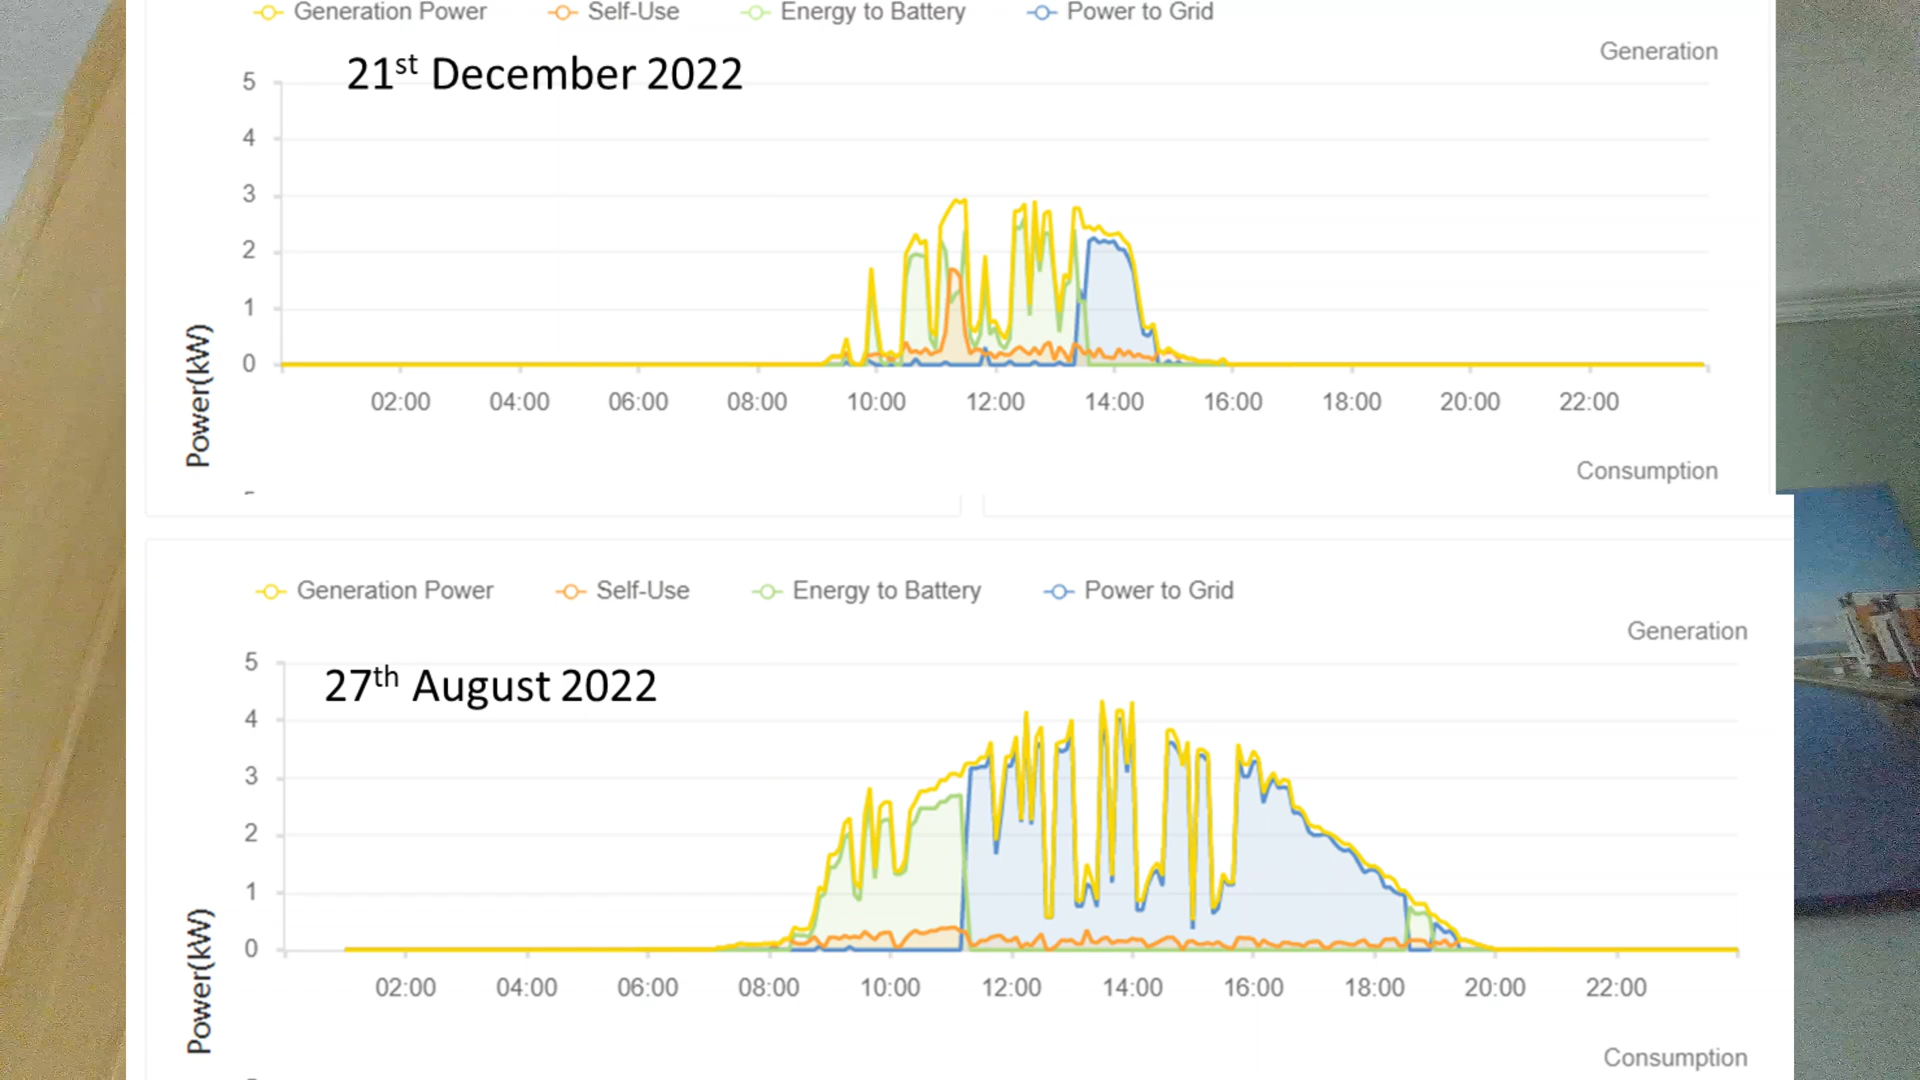 Generation Power Self-Use Energy to Battery Power to Grid
Generation
21st December 2022
5
4
3
2
1
0
Power(kW)
02:00 04:00 06:00 08:00 10:00 12:00 14:00 16:00 18:00 20:00 22:00
Consumption
Generation Power Self-Use Energy to Battery Power to Grid
Generation
27th August 2022
5
4
3
2
1
0
Power(kW)
02:00 04:00 06:00 08:00 10:00 12:00 14:00 16:00 18:00 20:00 22:00
Consumption